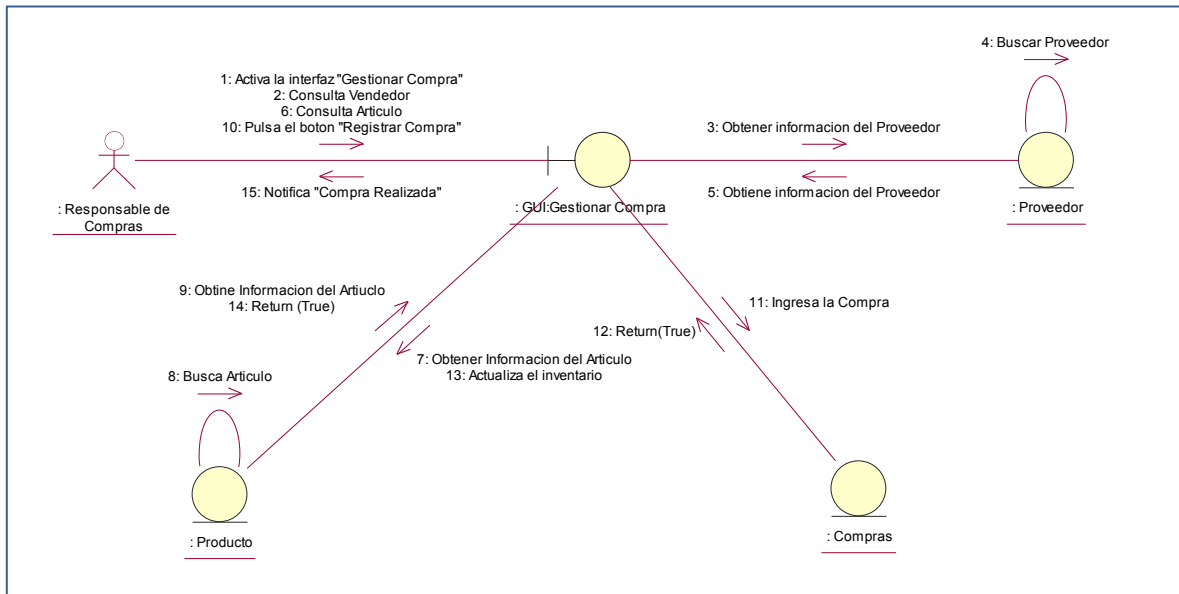 4: Buscar Proveedor
1: Activa la interfaz "Gestionar Compra"
2: Consulta Vendedor
6: Consulta Articulo
10: Pulsa el boton "Registrar Compra"
3: Obtener informacion del Proveedor
15: Notifica "Compra Realizada"
5: Obtiene informacion del Proveedor
: Responsable de
Compras
: GUI:Gestionar Compra
: Proveedor
9: Obtine Informacion del Artiuclo
14: Return (True)
11: Ingresa la Compra
12: Return(True)
7: Obtener Informacion del Articulo
13: Actualiza el inventario
8: Busca Articulo
: Producto
: Compras